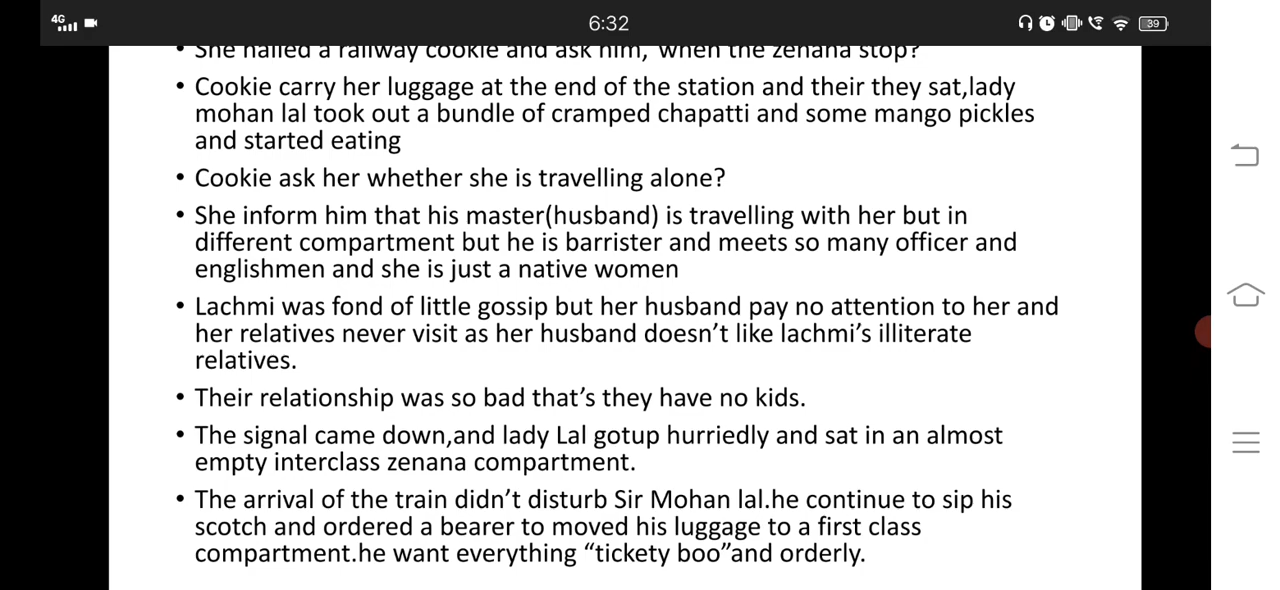 4G
6:32
39
• She hailed a railway cookie and ask him, when the zenana stop?
• Cookie carry her luggage at the end of the station and their they sat,lady
mohan lal took out a bundle of cramped chapatti and some mango pickles
and started eating
• Cookie ask her whether she is travelling alone?
• She inform him that his master(husband) is travelling with her but in
different compartment but he is barrister and meets so many officer and
englishmen and she is just a native women
• Lachmi was fond of little gossip but her husband pay no attention to her and
her relatives never visit as her husband doesn’t like lachmi’s illiterate
relatives.
• Their relationship was so bad that’s they have no kids.
• The signal came down,and lady Lal gotup hurriedly and sat in an almost
empty interclass zenana compartment.
• The arrival of the train didn’t disturb Sir Mohan lal.he continue to sip his
scotch and ordered a bearer to moved his luggage to a first class
compartment.he want everything “tickety boo”and orderly.